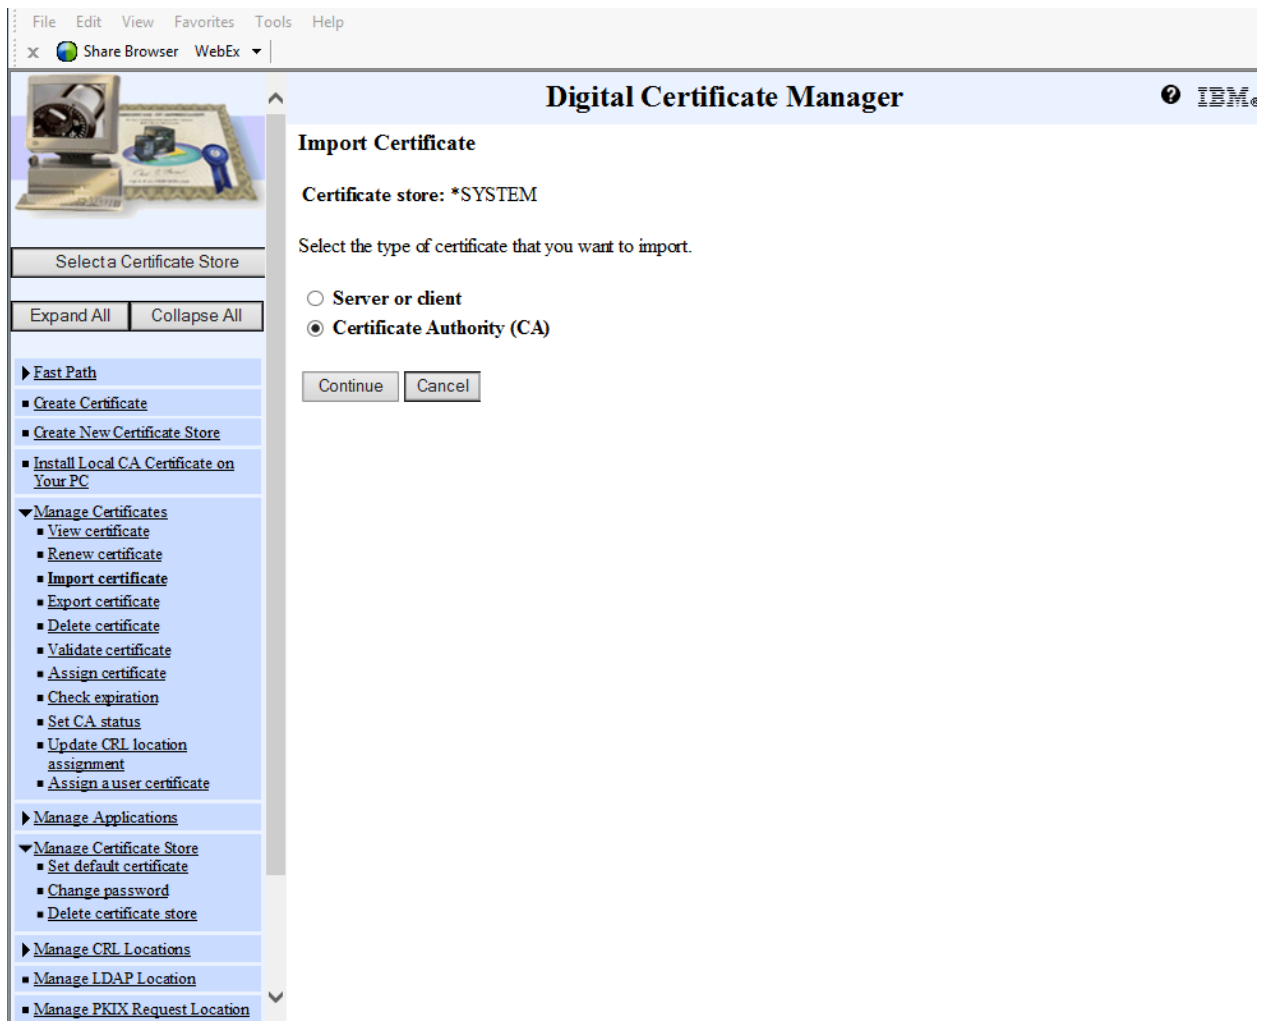 File Edit View Favorites Tools Help
x Share Browser WebEx
Digital Certificate Manager
? IBM®
Import Certificate
Certificate store: *SYSTEM
Select the type of certificate that you want to import.
Server or client
Certificate Authority (CA)
Continue Cancel
Select a Certificate Store
Expand All Collapse All
Fast Path
Create Certificate
Create New Certificate Store
Install Local CA Certificate on
Your PC
Manage Certificates
View certificate
Renew certificate
Import certificate
Export certificate
Delete certificate
Validate certificate
Assign certificate
Check expiration
Set CA status
Update CRL location
assignment
Assign a user certificate
Manage Applications
Manage Certificate Store
Set default certificate
Change password
Delete certificate store
Manage CRL Locations
Manage LDAP Location
Manage PKIX Request Location